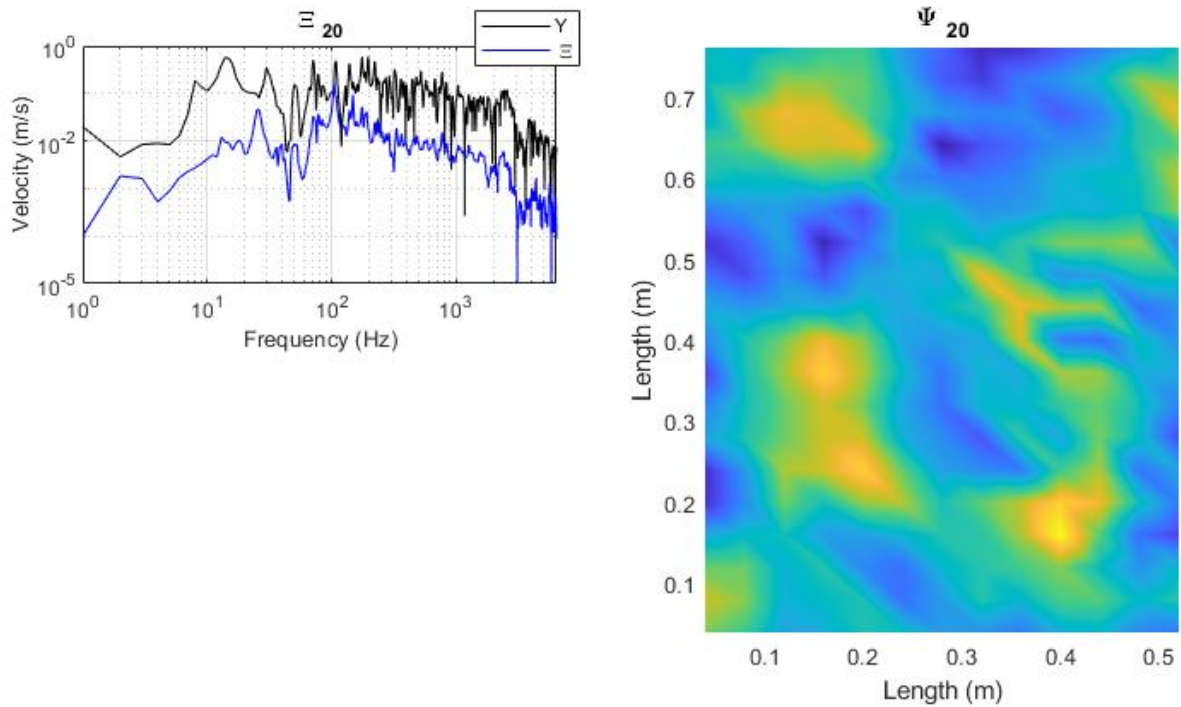 Ξ 20
Y
Ξ
10^0
10^-2
10^-5
Velocity (m/s)
10^0 10^1 10^2 10^3
Frequency (Hz)
Ψ 20
0.7
0.6
0.5
0.4
0.3
0.2
0.1
Length (m)
0.1 0.2 0.3 0.4 0.5
Length (m)